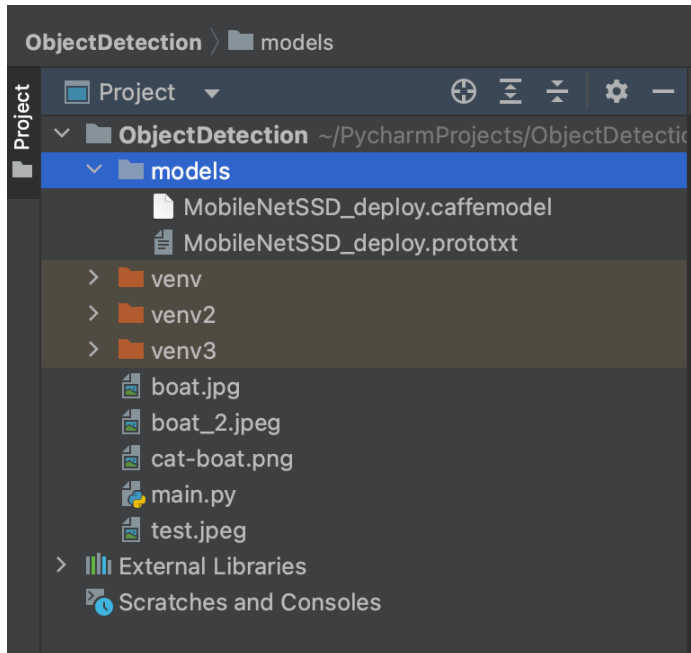 ObjectDetection models
Project
Project
ObjectDetection ~/PycharmProjects/ObjectDetectio
models
MobileNetSSD_deploy.caffemodel
MobileNetSSD_deploy.prototxt
venv
venv2
venv3
boat.jpg
boat_2.jpeg
cat-boat.png
main.py
test.jpeg
External Libraries
Scratches and Consoles